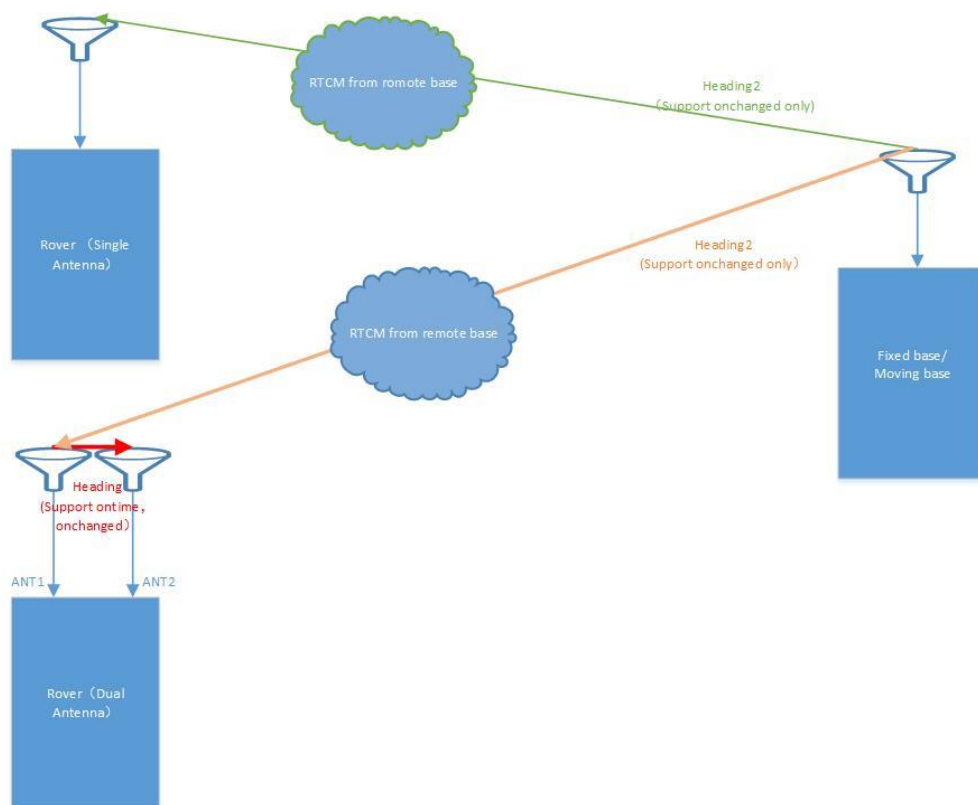 RTCM from romote base
Heading2
（Support onchanged only)
Rover （Single
Antenna）
Heading2
(Support onchanged only）
RTCM from remote base
Fixed base/
Moving base
Heading
(Support ontime，
onchanged）
ANT1
ANT2
Rover（Dual
Antenna）